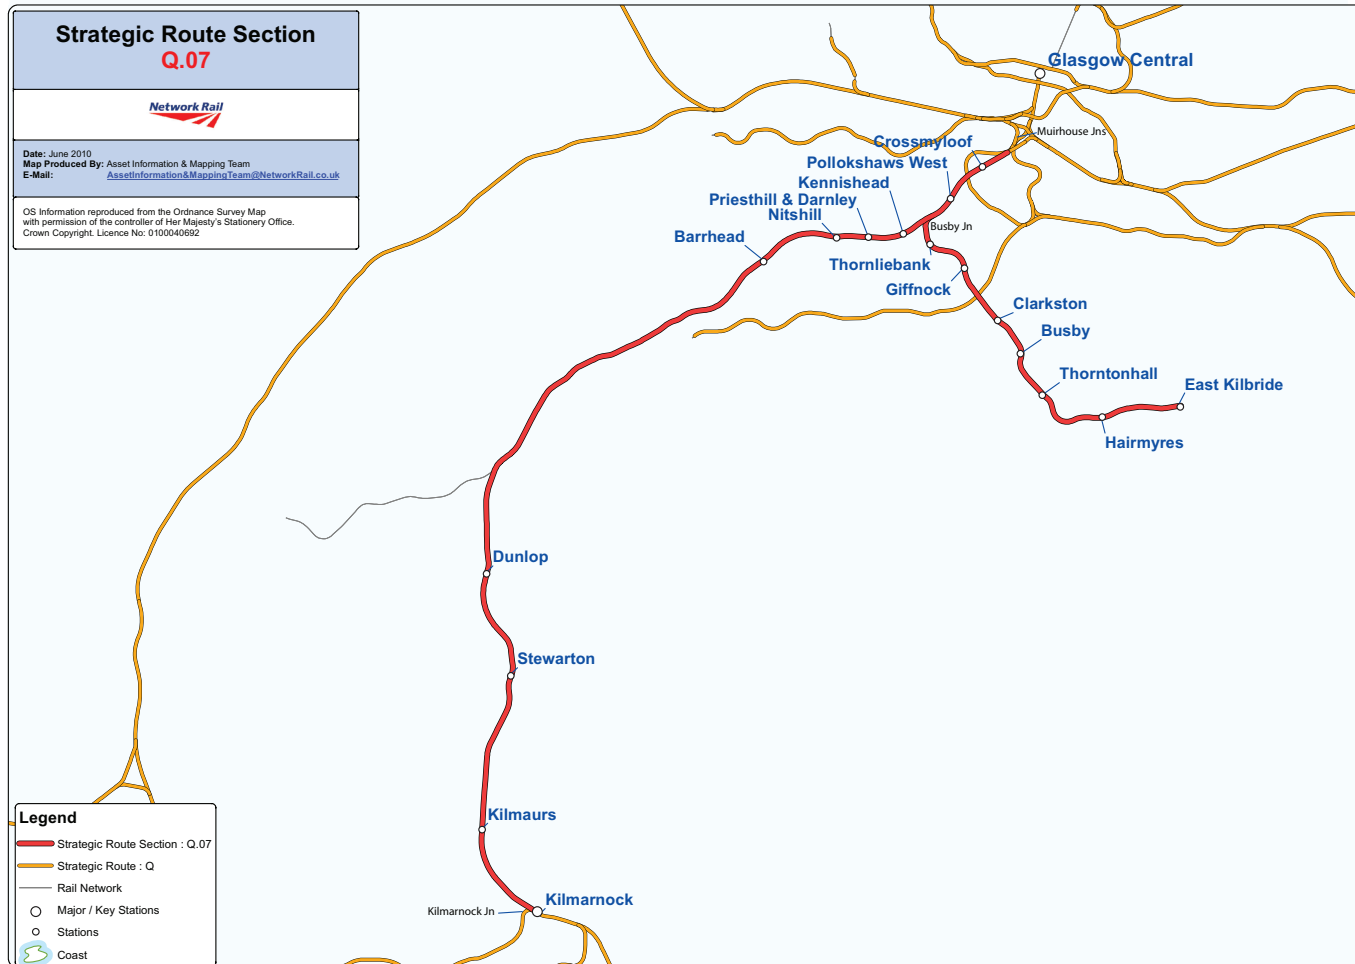 Strategic Route Section
Q.07
Network Rail
Date: June 2010
Map Produced By: Asset Information & Mapping Team
E-Mail: AssetInformation&MappingTeam@NetworkRail.co.uk
OS Information reproduced from the Ordnance Survey Map
with permission of the controller of Her Majesty's Stationery Office.
Crown Copyright. Licence No: 0100040692
Glasgow Central
Muirhouse Jns
Crossmyloof
Pollokshaws West
Kennishead
Priesthill & Darnley
Nitshill
Barrhead
Busby Jn
Thornliebank
Giffnock
Clarkston
Busby
Thorntonhall
East Kilbride
Hairmyres
Dunlop
Stewarton
Kilmaurs
Kilmarnock
Kilmarnock Jn
Legend
Strategic Route Section : Q.07
Strategic Route : Q
Rail Network
Major / Key Stations
Stations
Coast